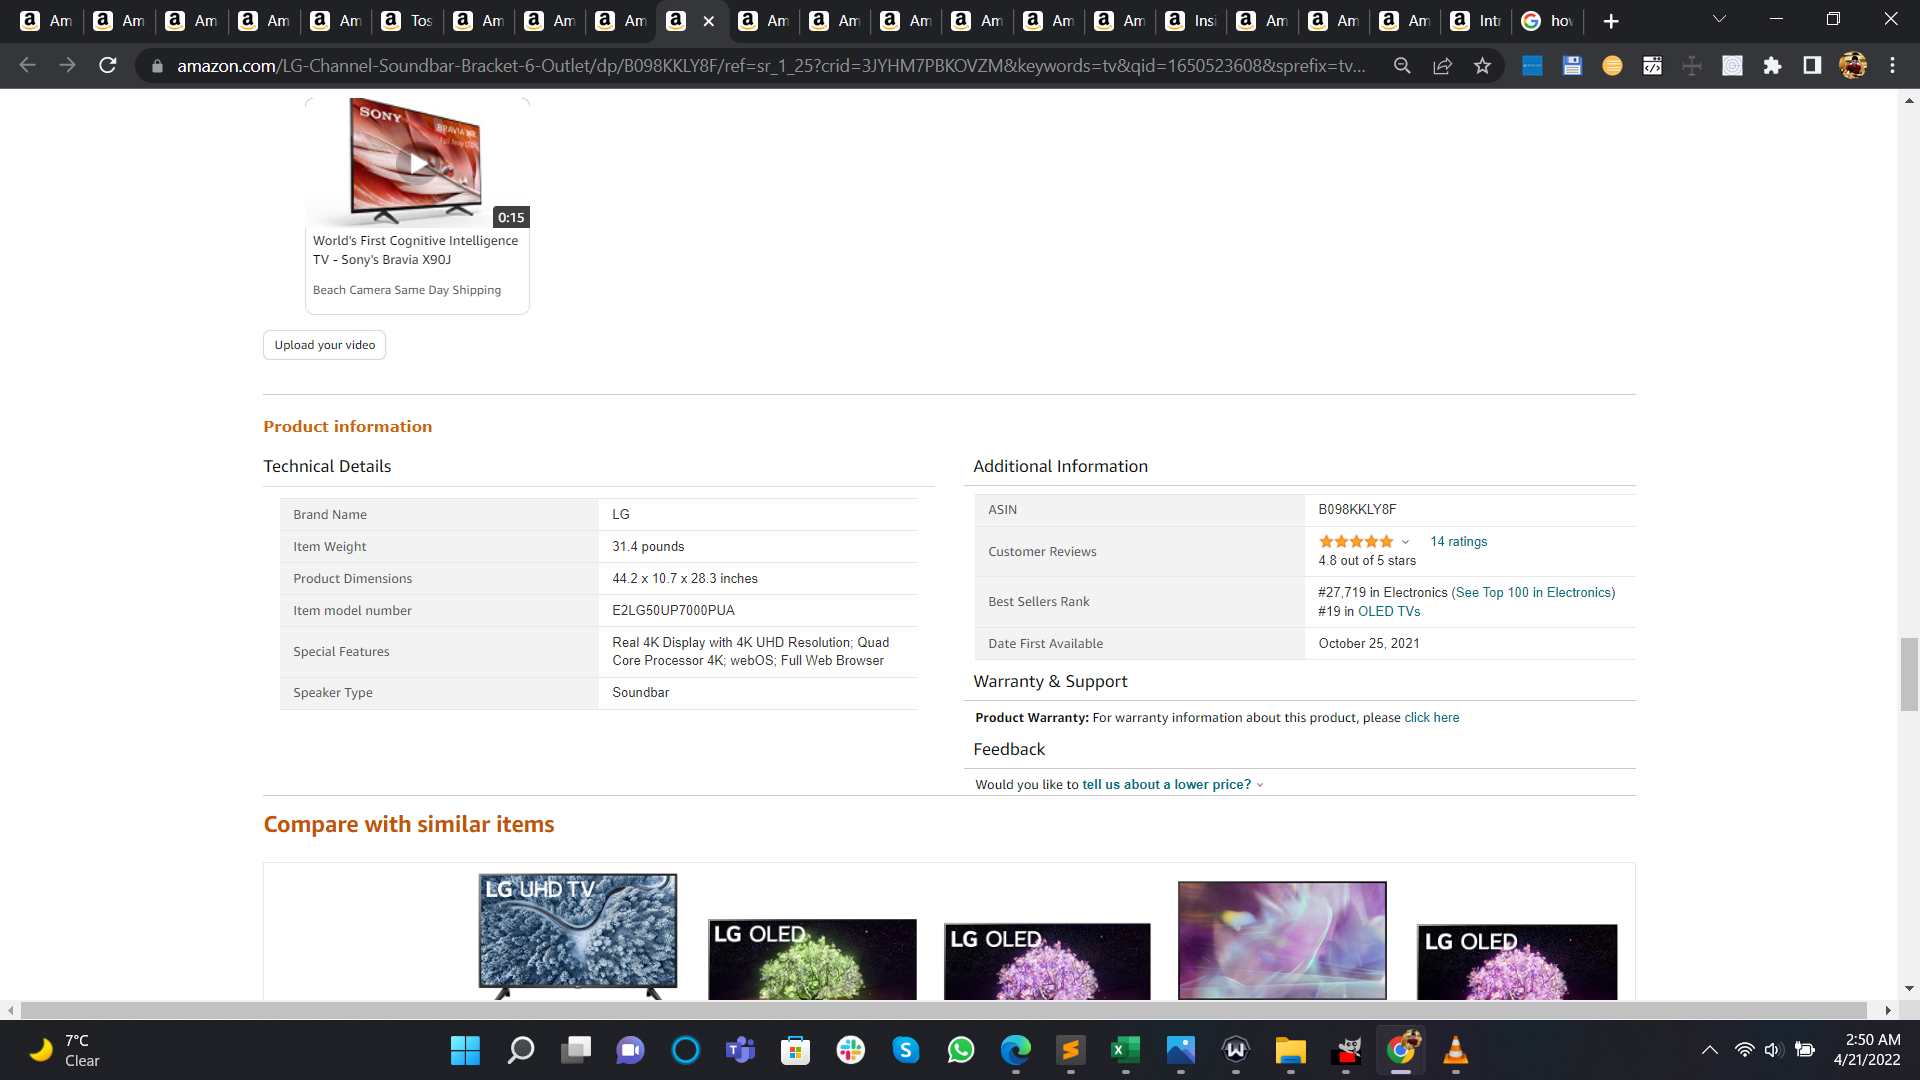 Am Am Am Am Am Tos Am Am Am Am Am Am Am Am Am Insi Am Am Am Intr how
amazon.com/LG-Channel-Soundbar-Bracket-6-Outlet/dp/B098KKLY8F/ref=sr_1_25?crid=3JYHM7PBKOVZM&keywords=tv&qid=1650523608&sprefix=tv...
SONY
BRAVIA XR
0:15
World's First Cognitive Intelligence
TV - Sony's Bravia X90J
Beach Camera Same Day Shipping
Upload your video
Product information
Technical Details
Brand Name LG
Item Weight 31.4 pounds
Product Dimensions 44.2 x 10.7 x 28.3 inches
Item model number E2LG50UP7000PUA
Special Features Real 4K Display with 4K UHD Resolution; Quad
Core Processor 4K; webOS; Full Web Browser
Speaker Type Soundbar
Additional Information
ASIN B098KKLY8F
Customer Reviews 14 ratings
4.8 out of 5 stars
Best Sellers Rank #27,719 in Electronics (See Top 100 in Electronics)
#19 in OLED TVs
Date First Available October 25, 2021
Warranty & Support
Product Warranty: For warranty information about this product, please click here
Feedback
Would you like to tell us about a lower price?
Compare with similar items
LG UHD TV
LG OLED
LG OLED
LG OLED
7°C
Clear
2:50 AM
4/21/2022